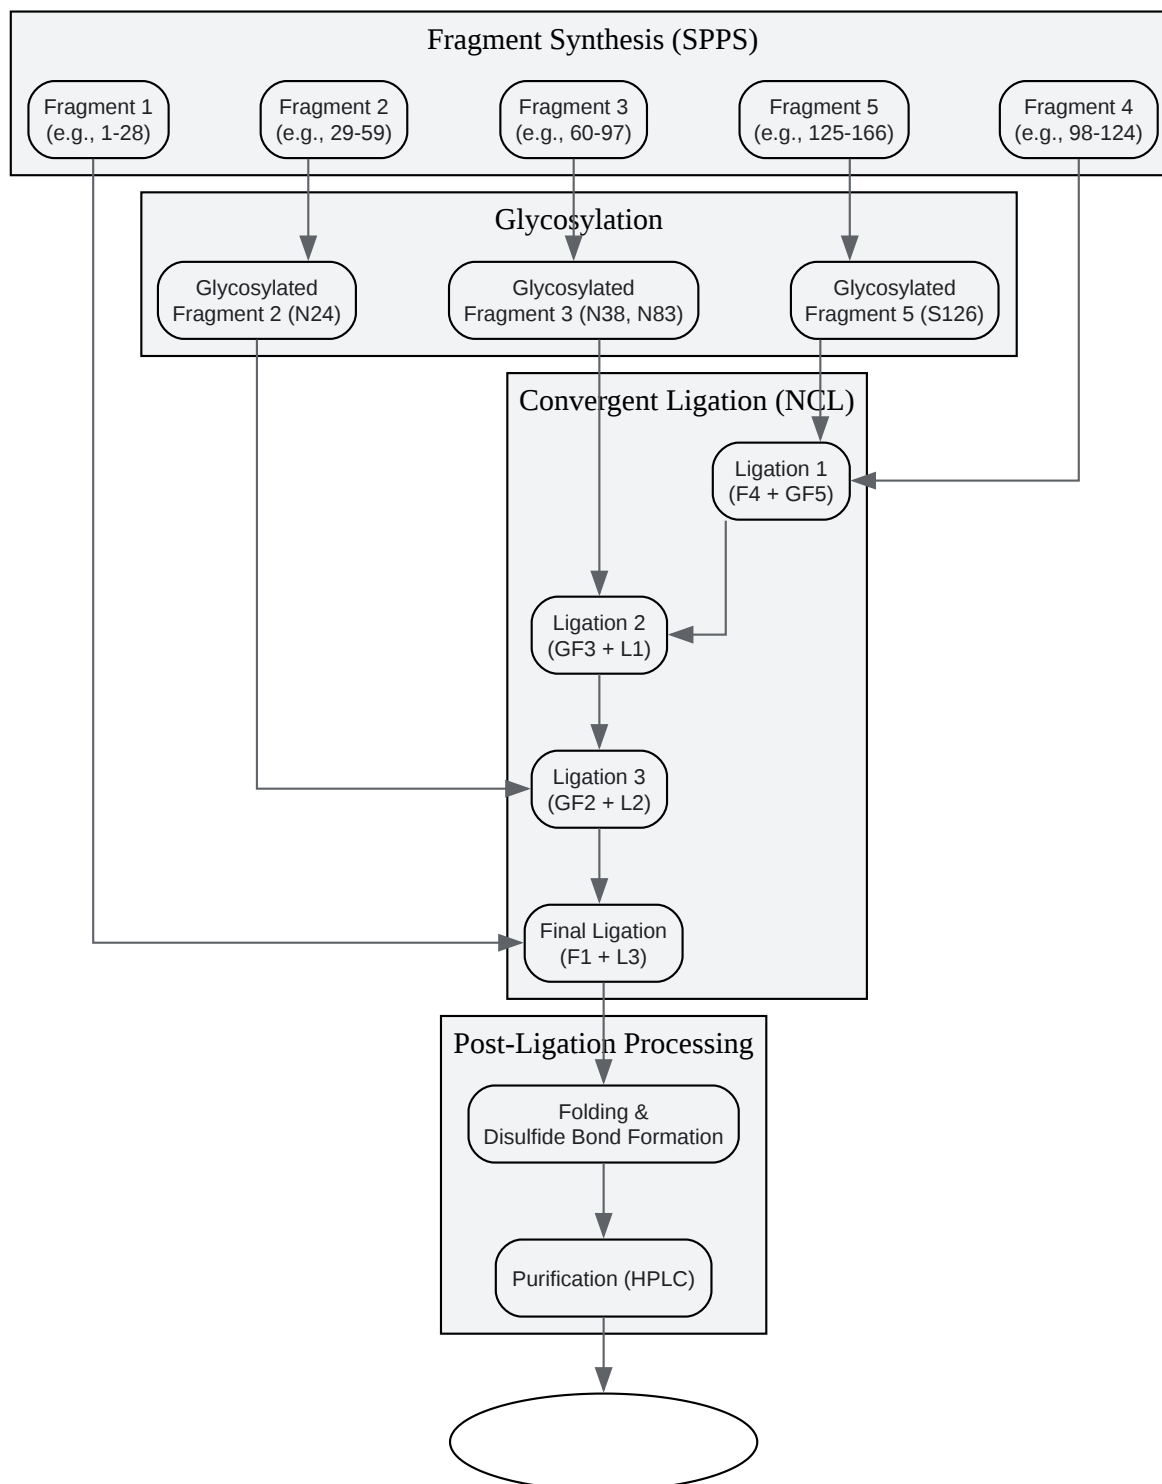 Fragment Synthesis (SPPS)
Fragment 1
(e.g., 1-28)
Fragment 2
(e.g., 29-59)
Fragment 3
(e.g., 60-97)
Fragment 5
(e.g., 125-166)
Fragment 4
(e.g., 98-124)
Glycosylation
Glycosylated
Fragment 2 (N24)
Glycosylated
Fragment 3 (N38, N83)
Glycosylated
Fragment 5 (S126)
Convergent Ligation (NCL)
Ligation 1
(F4 + GF5)
Ligation 2
(GF3 + L1)
Ligation 3
(GF2 + L2)
Final Ligation
(F1 + L3)
Post-Ligation Processing
Folding &
Disulfide Bond Formation
Purification (HPLC)